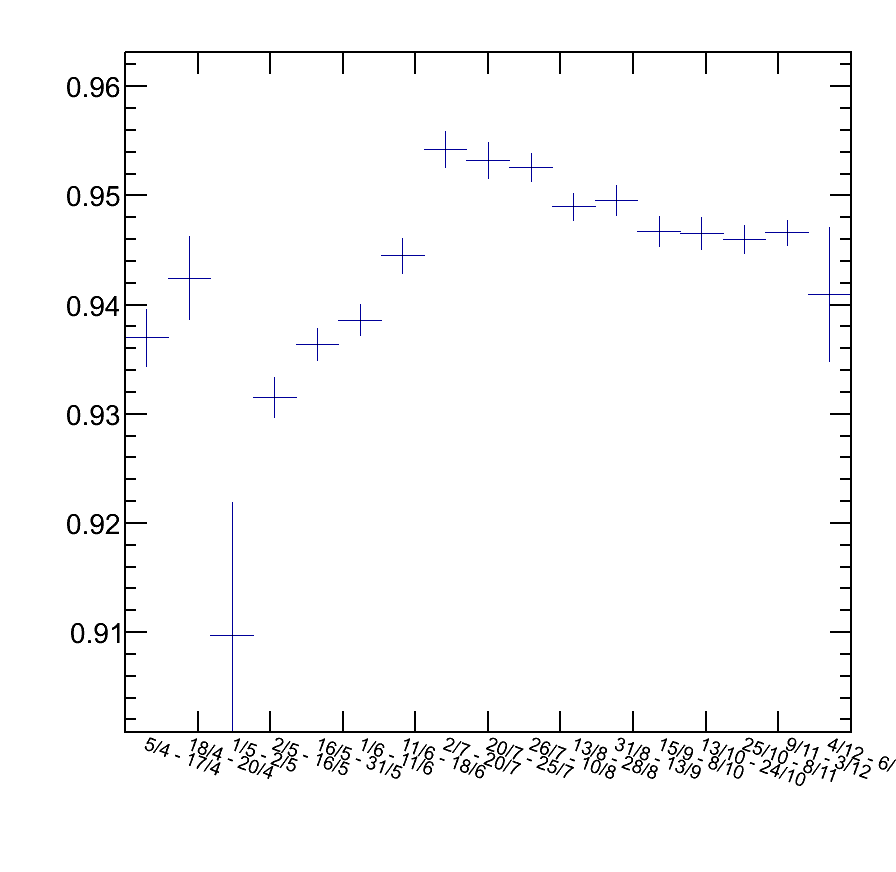 0.96
0.95
0.94
0.93
0.92
0.91
5/4 - 17/4
18/4 - 20/4
1/5 - 2/5
2/5 - 16/5
16/5 - 31/5
1/6 - 11/6
11/6 - 18/6
2/7 - 20/7
20/7 - 25/7
26/7 - 10/8
13/8 - 28/8
31/8 - 13/9
15/9 - 8/10
13/10 - 24/10
25/10 - 8/11
9/11 - 3/12
4/12 - 6/